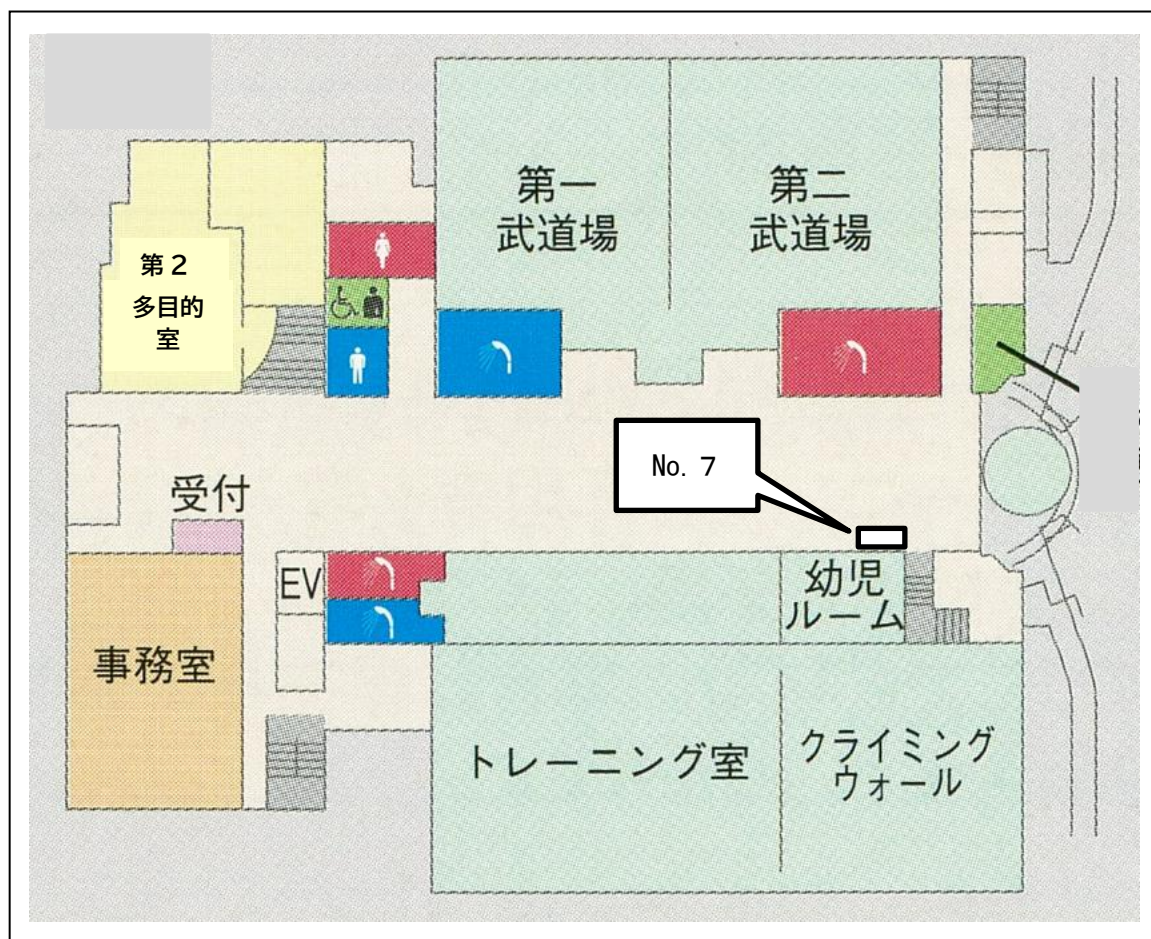 第一
武道場
第二
武道場
第２
多目的
室
No. 7
受付
EV
幼児
ルーム
事務室
トレーニング室
クライミング
ウォール